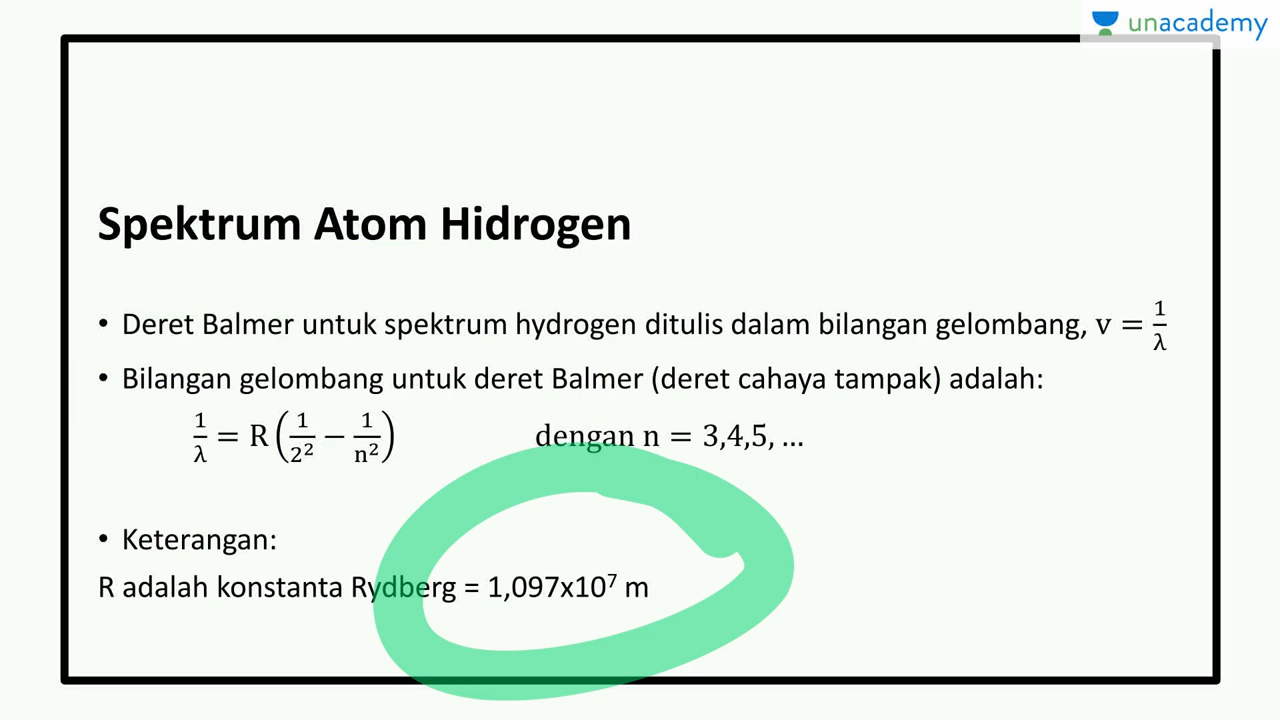 unacademy
Spektrum Atom Hidrogen
• Deret Balmer untuk spektrum hydrogen ditulis dalam bilangan gelombang, v = 1/λ
• Bilangan gelombang untuk deret Balmer (deret cahaya tampak) adalah:
1/λ = R(1/2² − 1/n²) dengan n = 3,4,5, ...
• Keterangan:
R adalah konstanta Rydberg = 1,097x10⁷ m